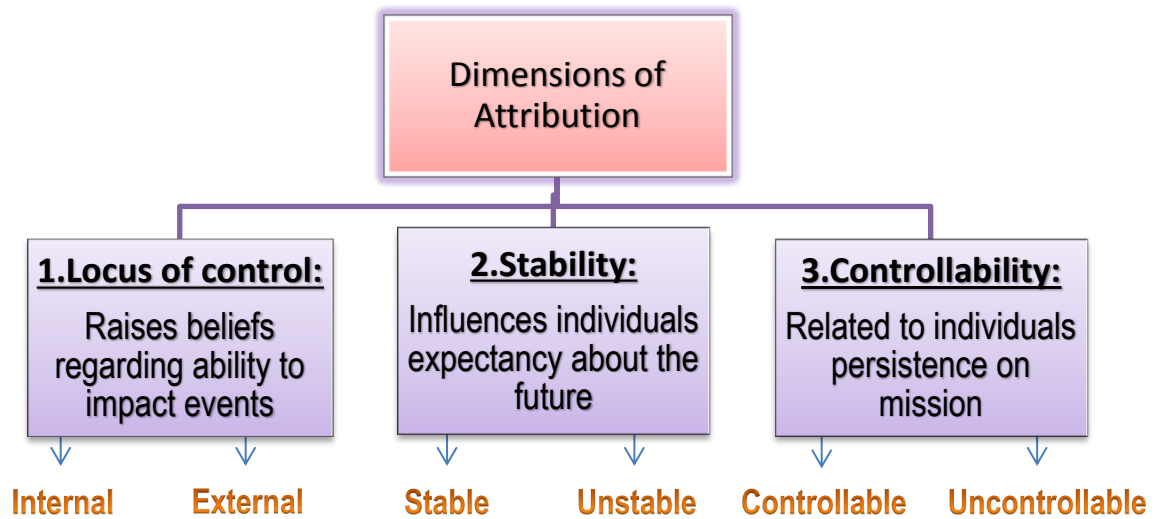 Dimensions of
Attribution
1.Locus of control:
Raises beliefs
regarding ability to
impact events
2.Stability:
Influences individuals
expectancy about the
future
3.Controllability:
Related to individuals
persistence on
mission
Internal
External
Stable
Unstable
Controllable
Uncontrollable